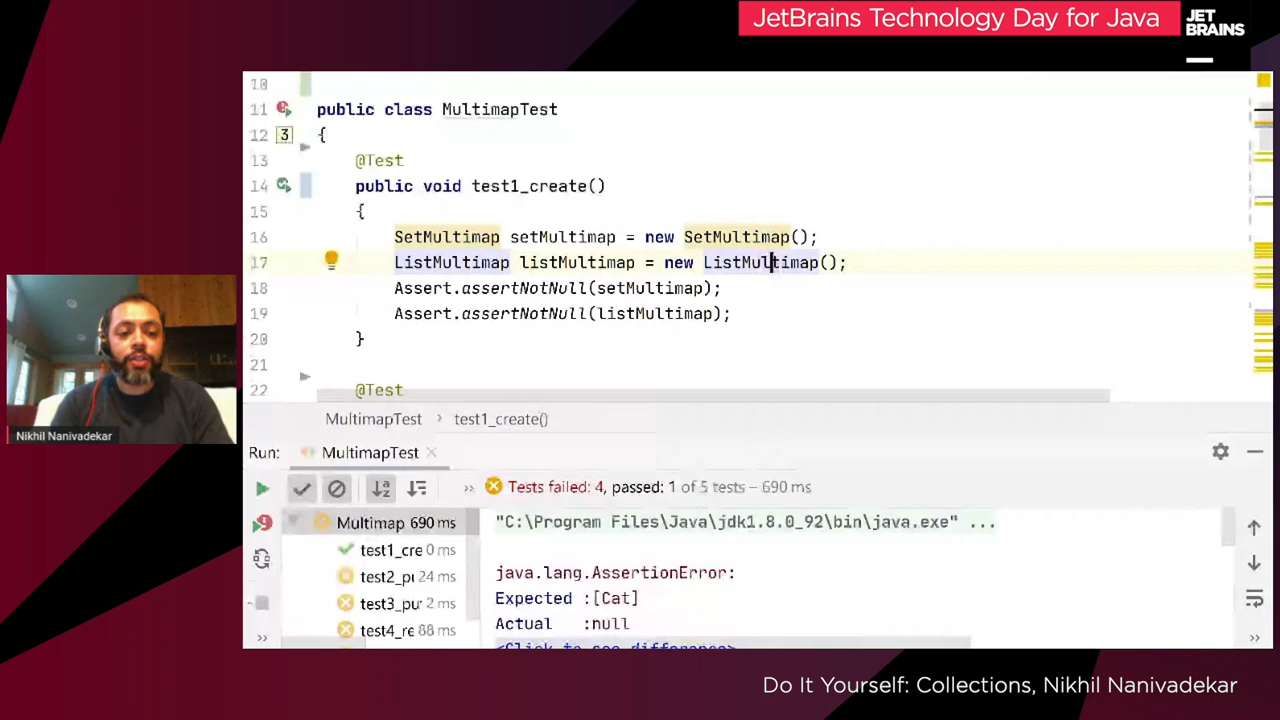 JetBrains Technology Day for Java
JET
BRAINS
10
11 public class MultimapTest
12 3 {
13 @Test
14 public void test1_create()
15 {
16 SetMultimap setMultimap = new SetMultimap();
17 ListMultimap listMultimap = new ListMultimap();
18 Assert.assertNotNull(setMultimap);
19 Assert.assertNotNull(listMultimap);
20 }
21
22 @Test
MultimapTest › test1_create()
Nikhil Nanivadekar
Run: MultimapTest
» Tests failed: 4, passed: 1 of 5 tests – 690 ms
Multimap 690 ms
test1_cre 0 ms
test2_pu 24 ms
test3_pu 2 ms
test4_re 88 ms
"C:\Program Files\Java\jdk1.8.0_92\bin\java.exe" ...
java.lang.AssertionError:
Expected :[Cat]
Actual :null
<Click to see difference>
Do It Yourself: Collections, Nikhil Nanivadekar